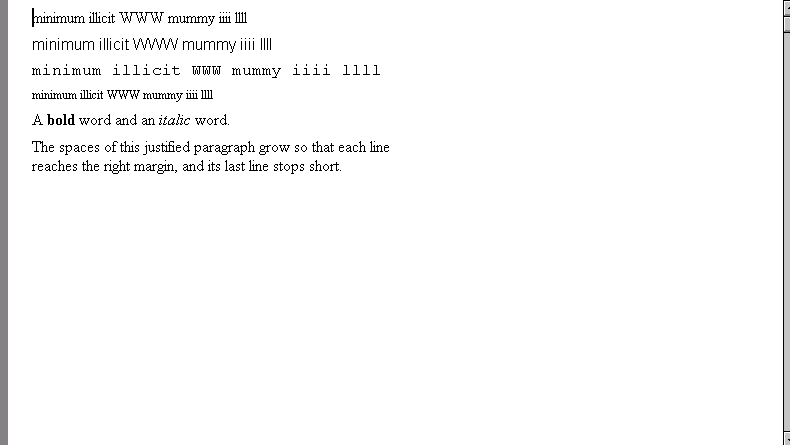 minimum illicit WWW mummy iiii llll
minimum illicit WWW mummy iiii llll
minimum illicit WWW mummy iiii llll
minimum illicit WWW mummy iiii llll
A bold word and an italic word.
The spaces of this justified paragraph grow so that each line
reaches the right margin, and its last line stops short.